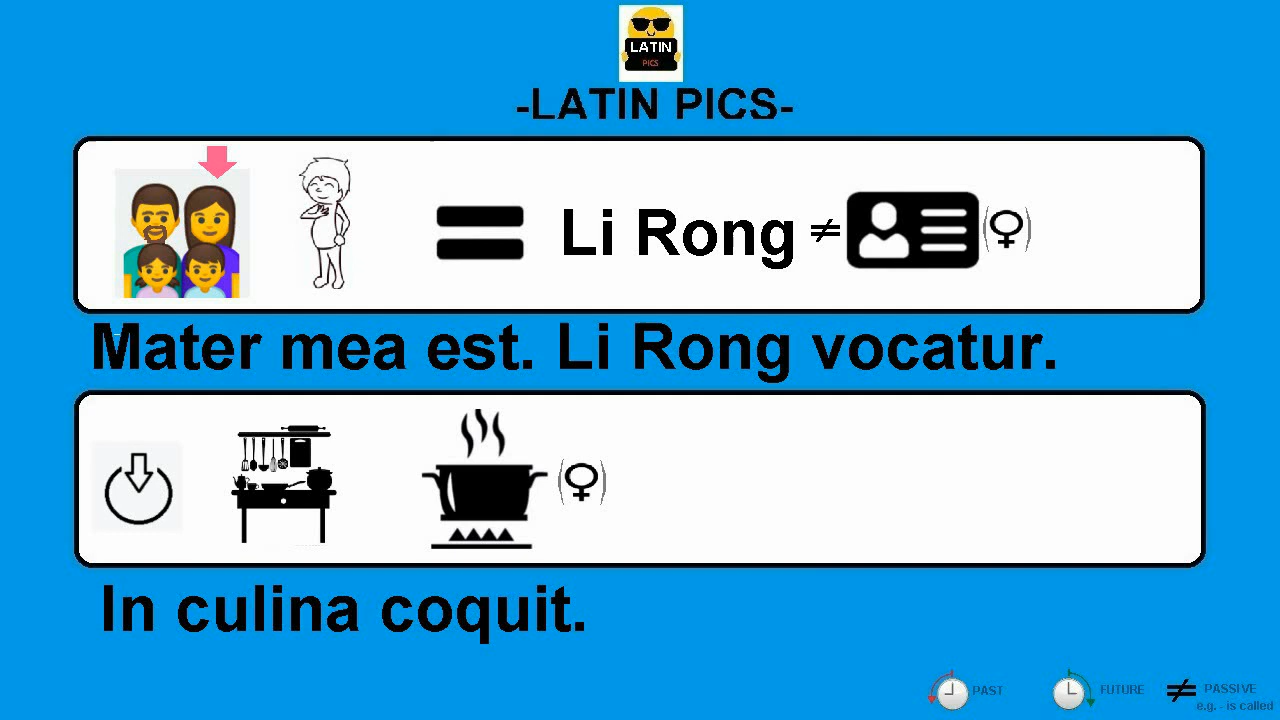 LATIN
PICS
-LATIN PICS-
Li Rong ≠
Mater mea est. Li Rong vocatur.
In culina coquit.
PAST
FUTURE
≠ PASSIVE
e.g. - is called